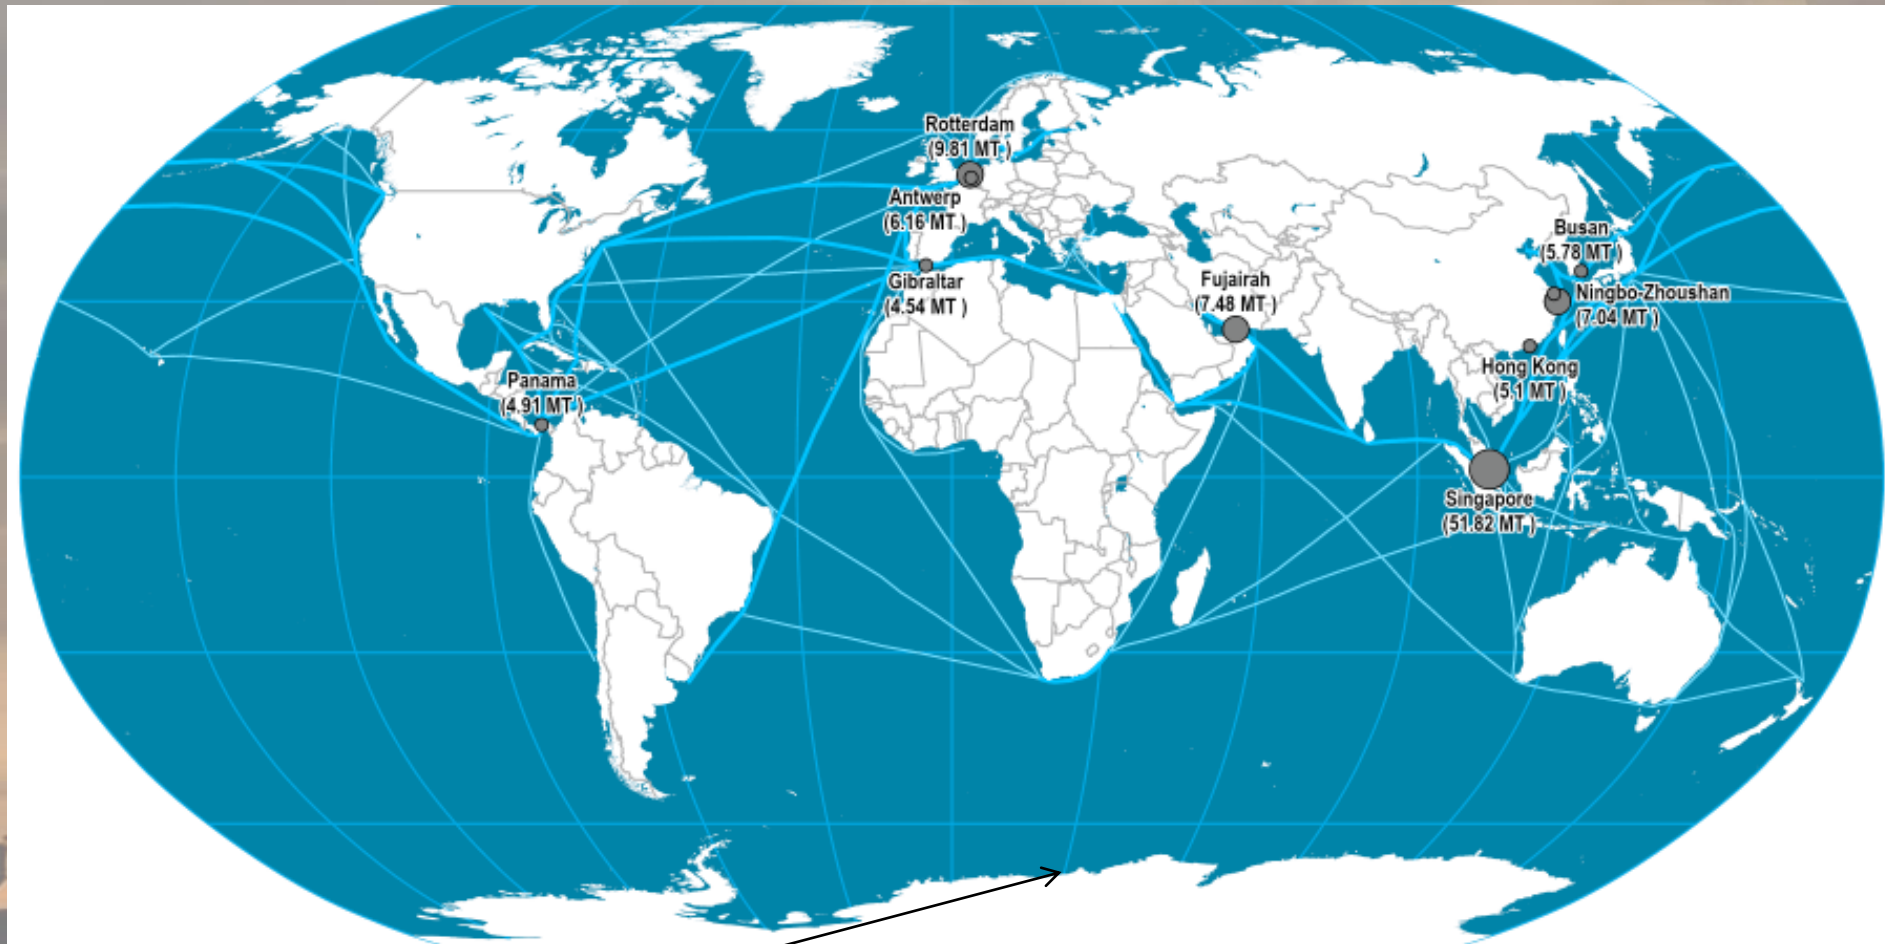 Rotterdam
(9.81 MT )
Antwerp
(6.16 MT )
Gibraltar
(4.54 MT )
Fujairah
(7.48 MT )
Busan
(5.78 MT )
Ningbo-Zhoushan
(7.04 MT )
Hong Kong
(5.1 MT )
Panama
(4.91 MT )
Singapore
(51.82 MT )